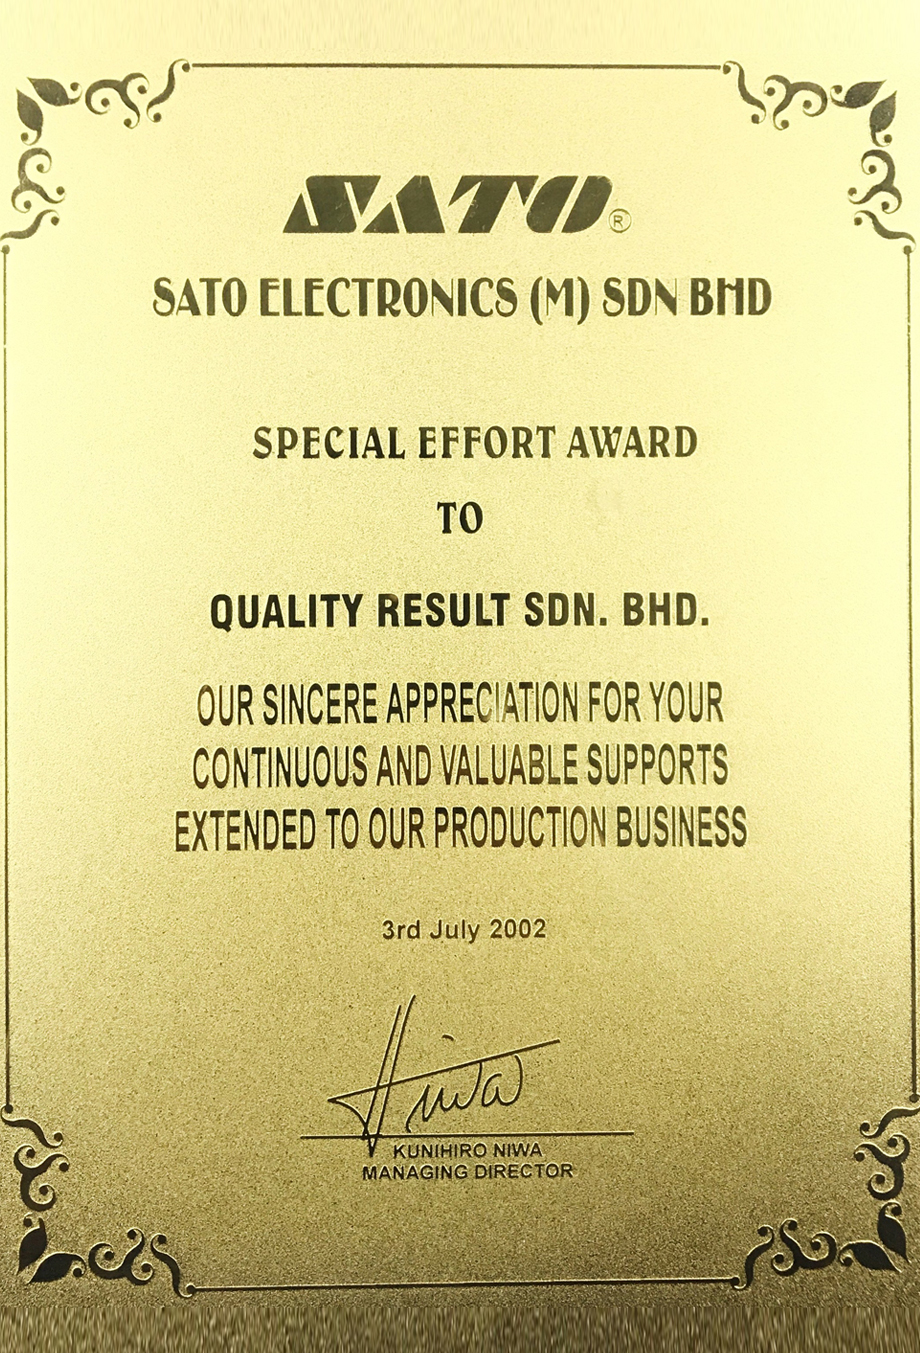 SATO®
SATO ELECTRONICS (M) SDN BHD
SPECIAL EFFORT AWARD
TO
QUALITY RESULT SDN. BHD.
OUR SINCERE APPRECIATION FOR YOUR
CONTINUOUS AND VALUABLE SUPPORTS
EXTENDED TO OUR PRODUCTION BUSINESS
3rd July 2002
Niwa
KUNIHIRO NIWA
MANAGING DIRECTOR